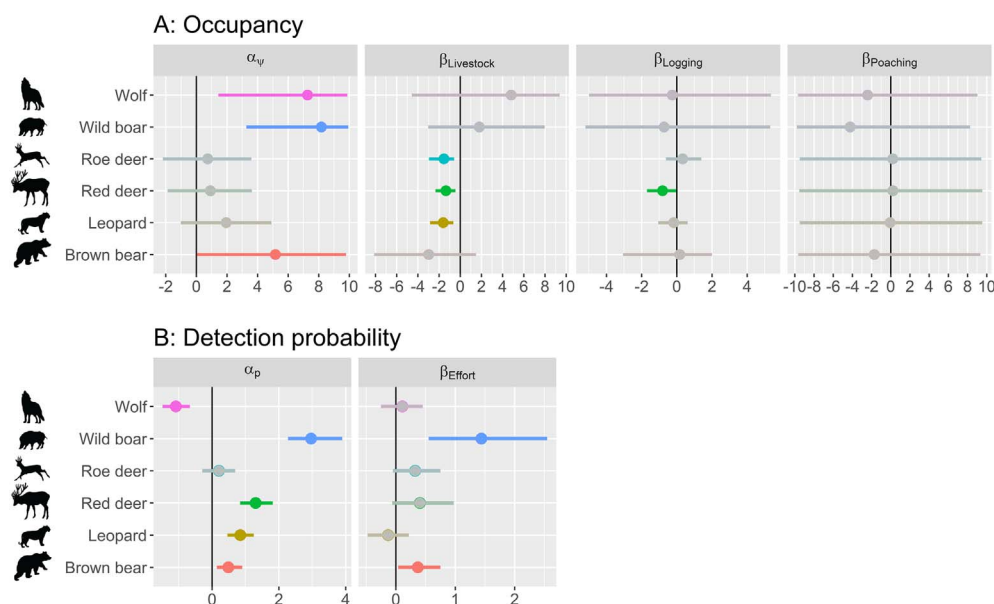 A: Occupancy
αψ βLivestock βLogging βPoaching
Wolf
Wild boar
Roe deer
Red deer
Leopard
Brown bear
-2 0 2 4 6 8 10 -8 -6 -4 -2 0 2 4 6 8 10 -4 -2 0 2 4 -10 -8 -6 -4 -2 0 2 4 6 8 10
B: Detection probability
αp βEffort
Wolf
Wild boar
Roe deer
Red deer
Leopard
Brown bear
0 2 4 0 1 2